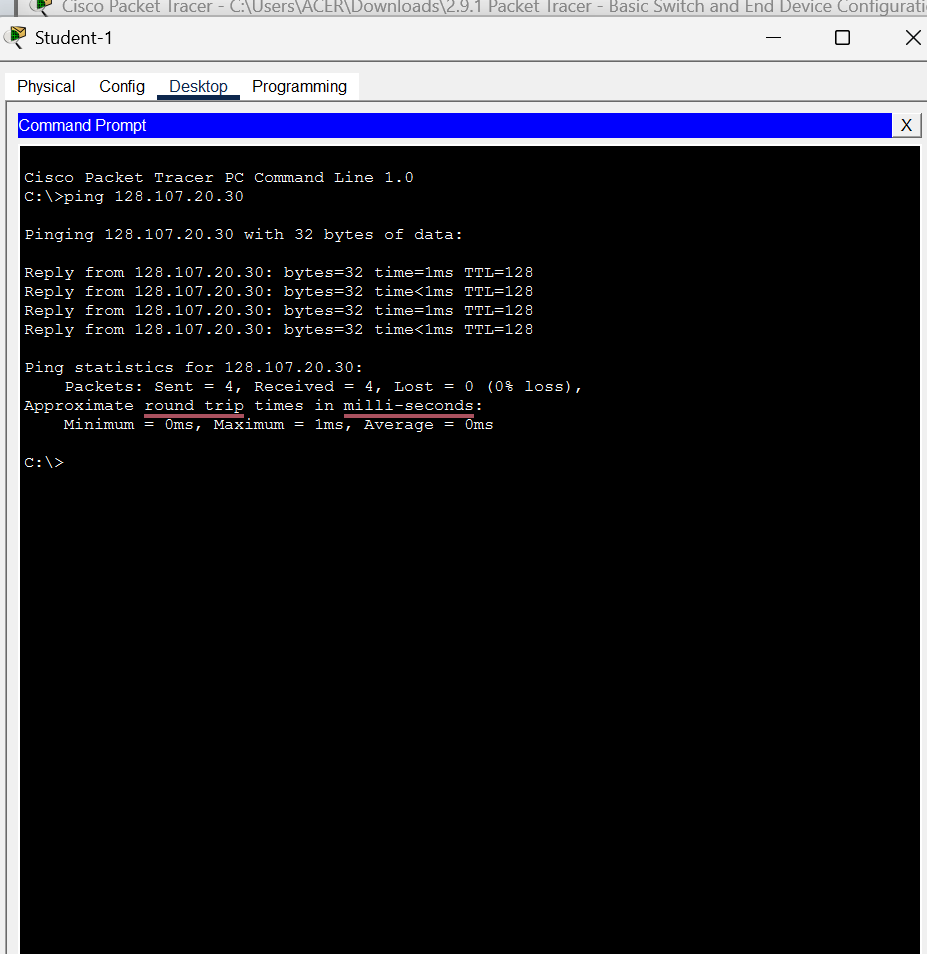 Cisco Packet Tracer - C:\Users\ACER\Downloads\2.9.1 Packet Tracer - Basic Switch and End Device Configurati
Student-1
Physical Config Desktop Programming
Command Prompt X
Cisco Packet Tracer PC Command Line 1.0
C:\>ping 128.107.20.30
Pinging 128.107.20.30 with 32 bytes of data:
Reply from 128.107.20.30: bytes=32 time=1ms TTL=128
Reply from 128.107.20.30: bytes=32 time<1ms TTL=128
Reply from 128.107.20.30: bytes=32 time=1ms TTL=128
Reply from 128.107.20.30: bytes=32 time<1ms TTL=128
Ping statistics for 128.107.20.30:
Packets: Sent = 4, Received = 4, Lost = 0 (0% loss),
Approximate round trip times in milli-seconds:
Minimum = 0ms, Maximum = 1ms, Average = 0ms
C:\>